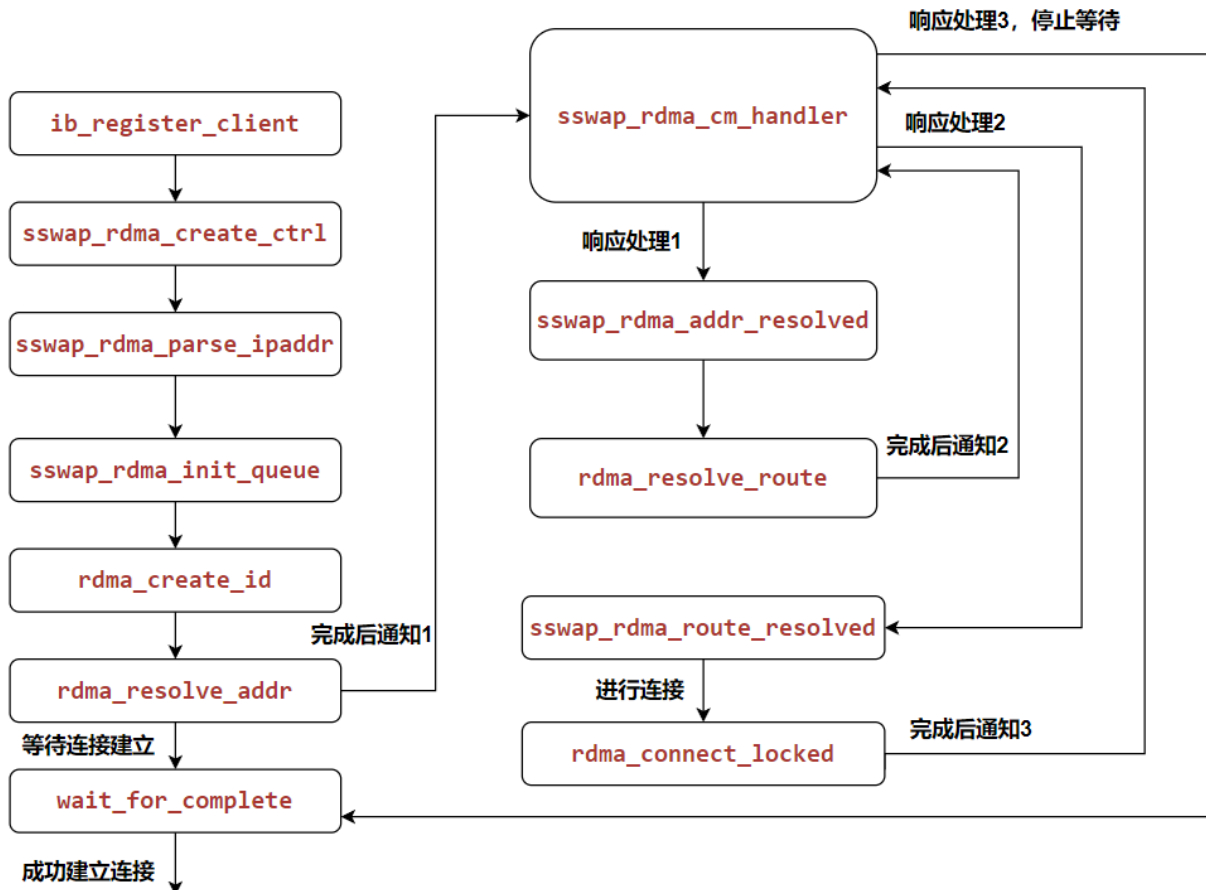 ib_register_client
sswap_rdma_create_ctrl
sswap_rdma_parse_ipaddr
sswap_rdma_init_queue
rdma_create_id
完成后通知1
rdma_resolve_addr
等待连接建立
wait_for_complete
成功建立连接
响应处理3，停止等待
sswap_rdma_cm_handler
响应处理2
响应处理1
sswap_rdma_addr_resolved
完成后通知2
rdma_resolve_route
sswap_rdma_route_resolved
进行连接
完成后通知3
rdma_connect_locked